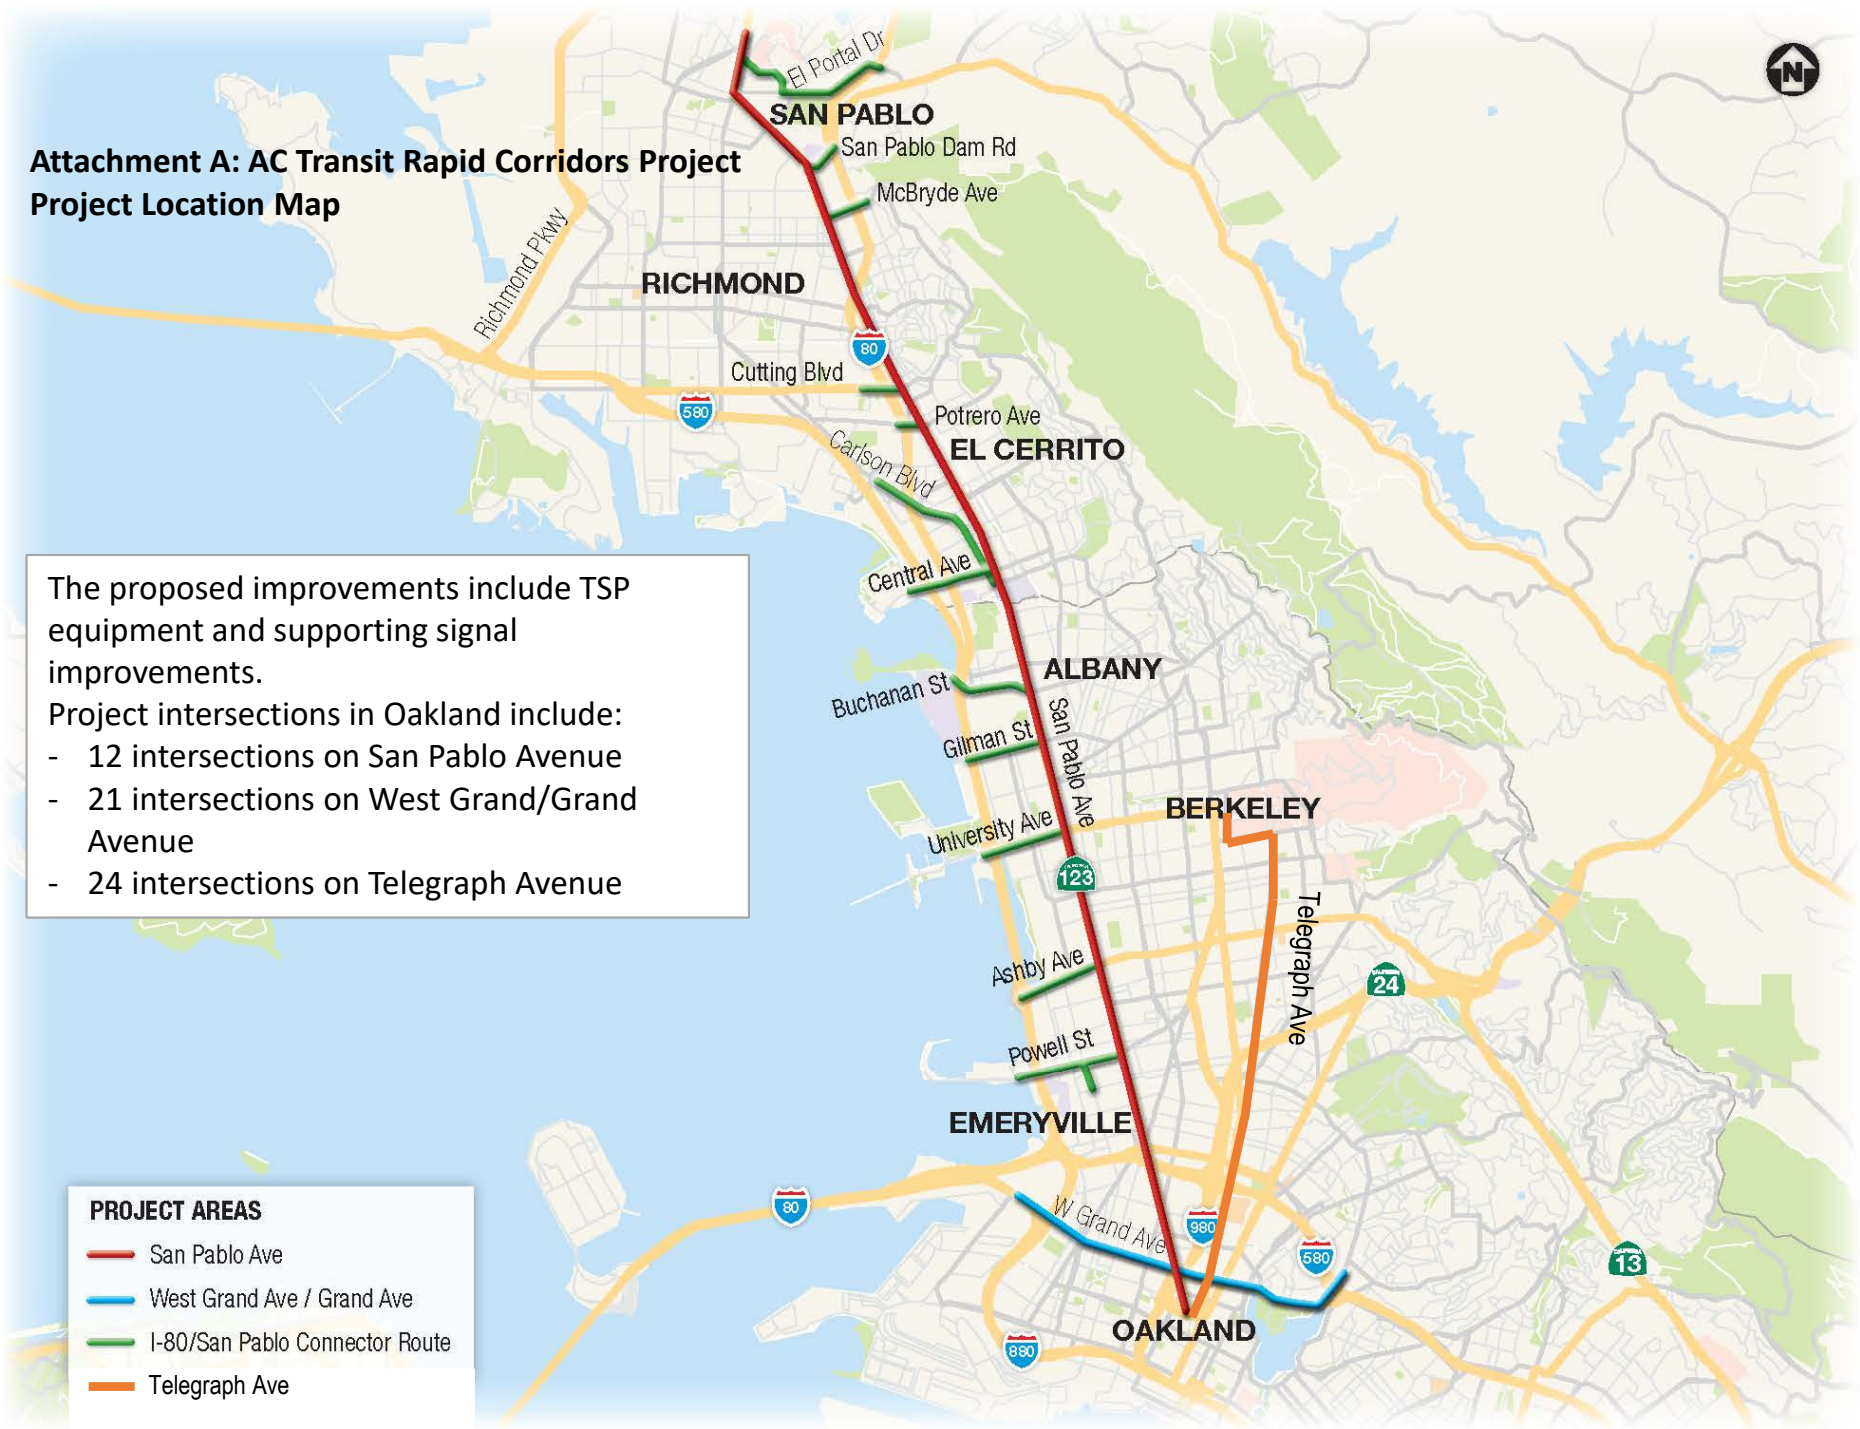 El Portal Dr
N
SAN PABLO
San Pablo Dam Rd
Attachment A: AC Transit Rapid Corridors Project
Project Location Map
McBryde Ave
Richmond Pkwy
RICHMOND
80
Cutting Blvd
580
Potrero Ave
EL CERRITO
Carlson Blvd
Central Ave
The proposed improvements include TSP
equipment and supporting signal
improvements.
Project intersections in Oakland include:
- 12 intersections on San Pablo Avenue
- 21 intersections on West Grand/Grand
Avenue
- 24 intersections on Telegraph Avenue
ALBANY
Buchanan St
San Pablo Ave
Gilman St
BERKELEY
University Ave
CALIFORNIA
123
Telegraph Ave
Ashby Ave
CALIFORNIA
24
Powell St
EMERYVILLE
80
W Grand Ave
980
580
CALIFORNIA
13
OAKLAND
880
PROJECT AREAS
San Pablo Ave
West Grand Ave / Grand Ave
I-80/San Pablo Connector Route
Telegraph Ave